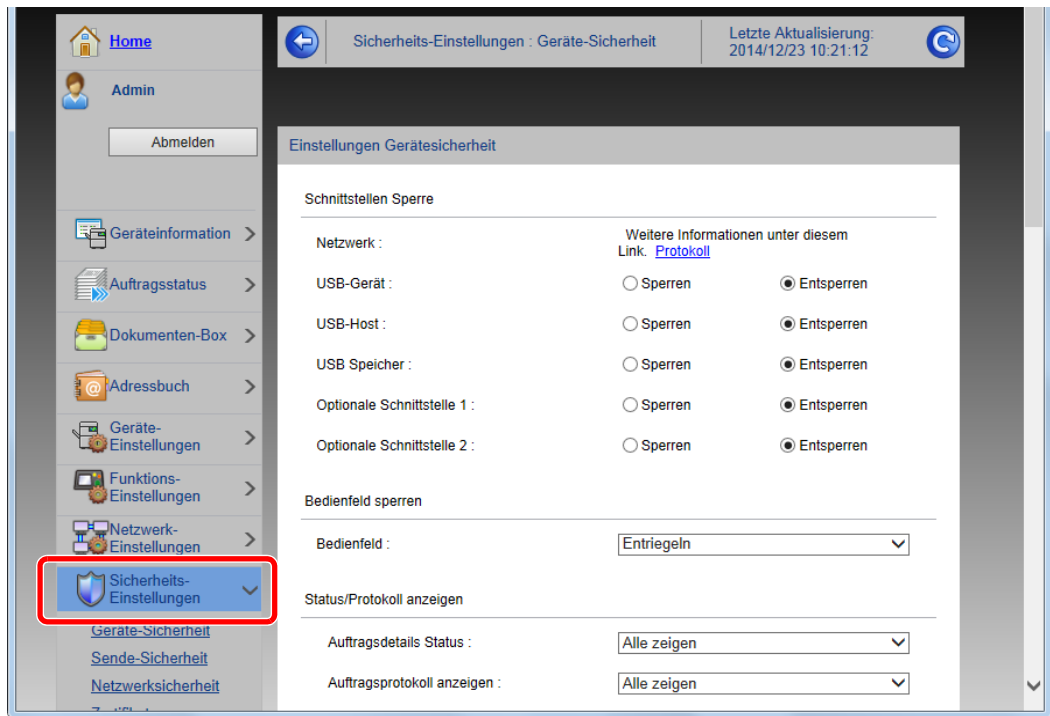 Home
Admin
Abmelden
Geräteinformation
Auftragsstatus
Dokumenten-Box
Adressbuch
Geräte-
Einstellungen
Funktions-
Einstellungen
Netzwerk-
Einstellungen
Sicherheits-
Einstellungen
Geräte-Sicherheit
Sende-Sicherheit
Netzwerksicherheit
Sicherheits-Einstellungen : Geräte-Sicherheit
Letzte Aktualisierung:
2014/12/23 10:21:12
Einstellungen Gerätesicherheit
Schnittstellen Sperre
Netzwerk : Weitere Informationen unter diesem
Link. Protokoll
USB-Gerät : Sperren Entsperren
USB-Host : Sperren Entsperren
USB Speicher : Sperren Entsperren
Optionale Schnittstelle 1 : Sperren Entsperren
Optionale Schnittstelle 2 : Sperren Entsperren
Bedienfeld sperren
Bedienfeld : Entriegeln
Status/Protokoll anzeigen
Auftragsdetails Status : Alle zeigen
Auftragsprotokoll anzeigen : Alle zeigen